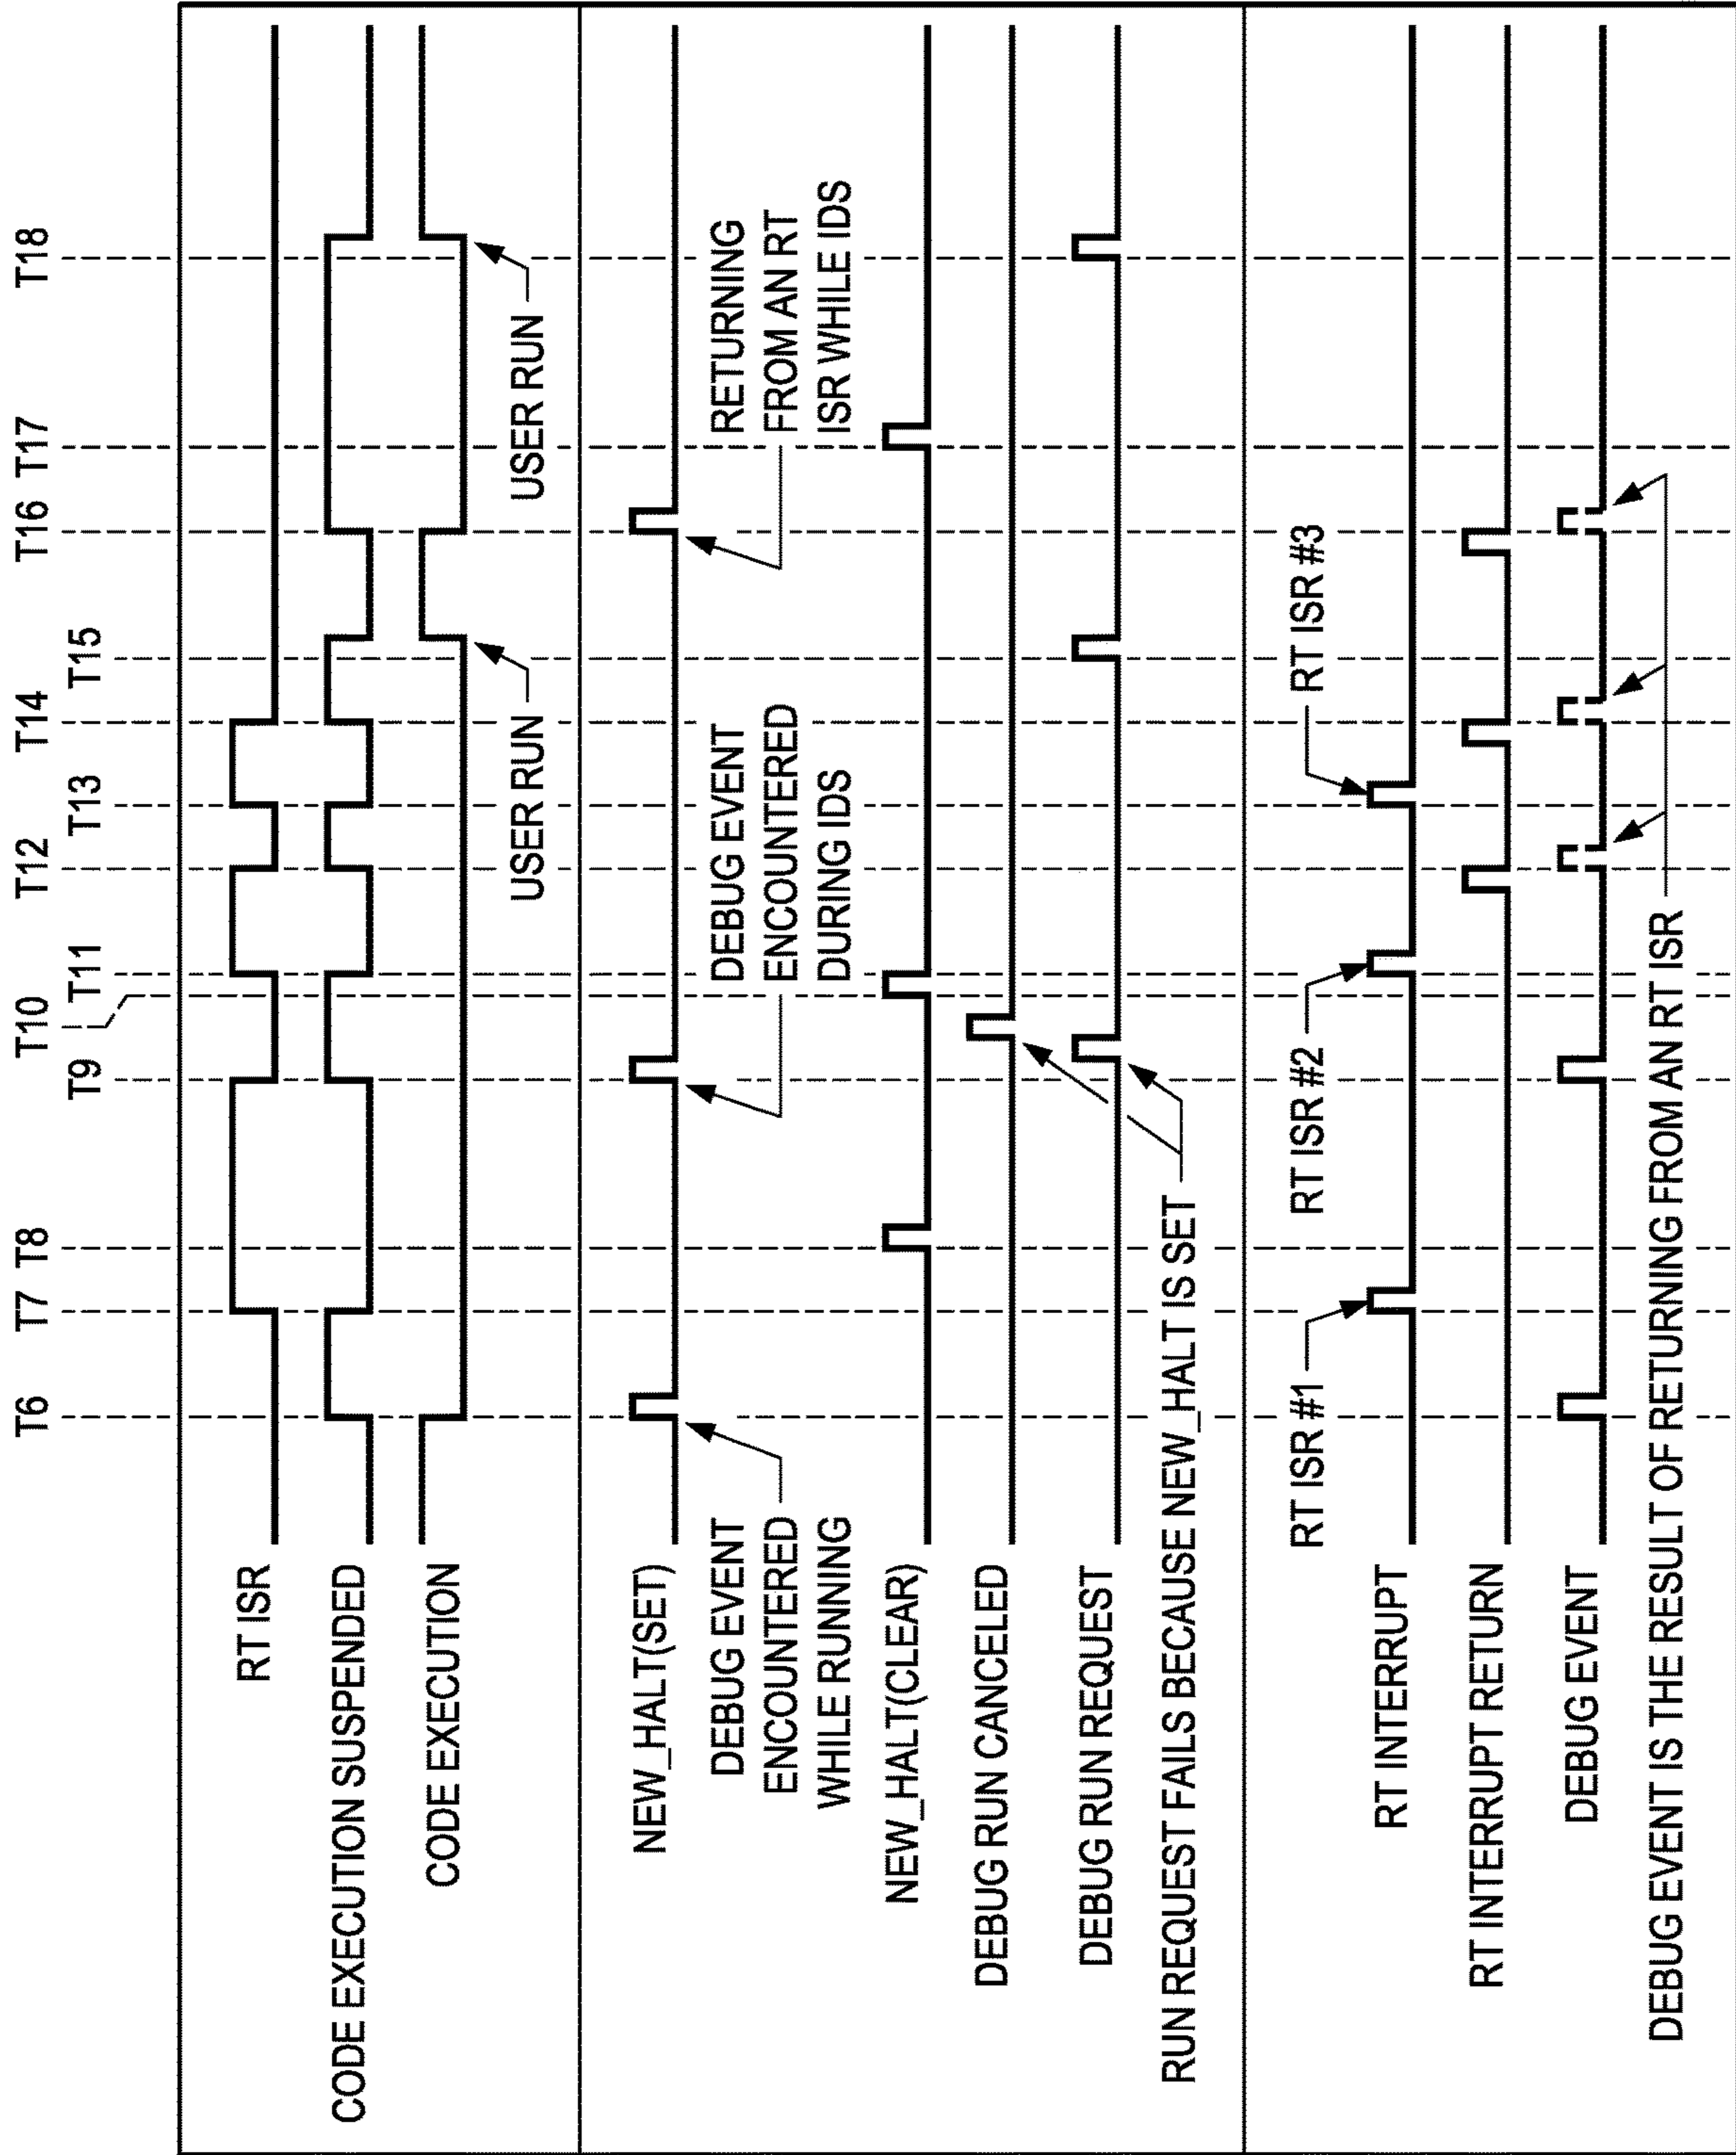 T6
T7
T8
T9
T10
T11
T12
T13
T14
T15
T16
T17
T18
RT ISR
CODE EXECUTION SUSPENDED
CODE EXECUTION
USER RUN
USER RUN
NEW_HALT(SET)
DEBUG EVENT
ENCOUNTERED
WHILE RUNNING
DEBUG EVENT
ENCOUNTERED
DURING IDS
RETURNING
FROM AN RT
ISR WHILE IDS
NEW_HALT(CLEAR)
DEBUG RUN CANCELED
DEBUG RUN REQUEST
RUN REQUEST FAILS BECAUSE NEW_HALT IS SET
RT ISR #1
RT ISR #2
RT ISR #3
RT INTERRUPT
RT INTERRUPT RETURN
DEBUG EVENT
DEBUG EVENT IS THE RESULT OF RETURNING FROM AN RT ISR